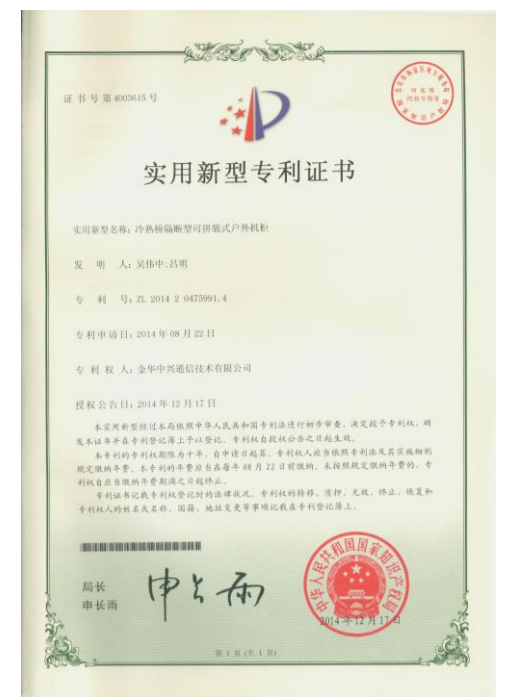 证书号第4003615号
实用新型专利证书
实用新型名称：冷热桥隔断型可拼装式户外机柜
发 明 人：吴伟中;吕明
专 利 号：ZL 2014 2 0475991.4
专利申请日：2014年08月22日
专 利 权 人：金华中兴通信技术有限公司
授权公告日：2014年12月17日
本实用新型经过本局依照中华人民共和国专利法进行初步审查，决定授予专利权，颁
发本证书并在专利登记簿上予以登记。专利权自授权公告之日起生效。
本专利的专利权期限为十年，自申请日起算。专利权人应当依照专利法及其实施细则
规定缴纳年费。本专利的年费应当在每年08月22日前缴纳。未按照规定缴纳年费的，专
利权自应当缴纳年费期满之日起终止。
专利证书记载专利权登记时的法律状况。专利权的转移、质押、无效、终止、恢复和
专利权人的姓名或名称、国籍、地址变更等事项记载在专利登记簿上。
局长
申长雨
申长雨
中华人民共和国国家知识产权局
2014年12月17日
第 1 页 (共 1 页)